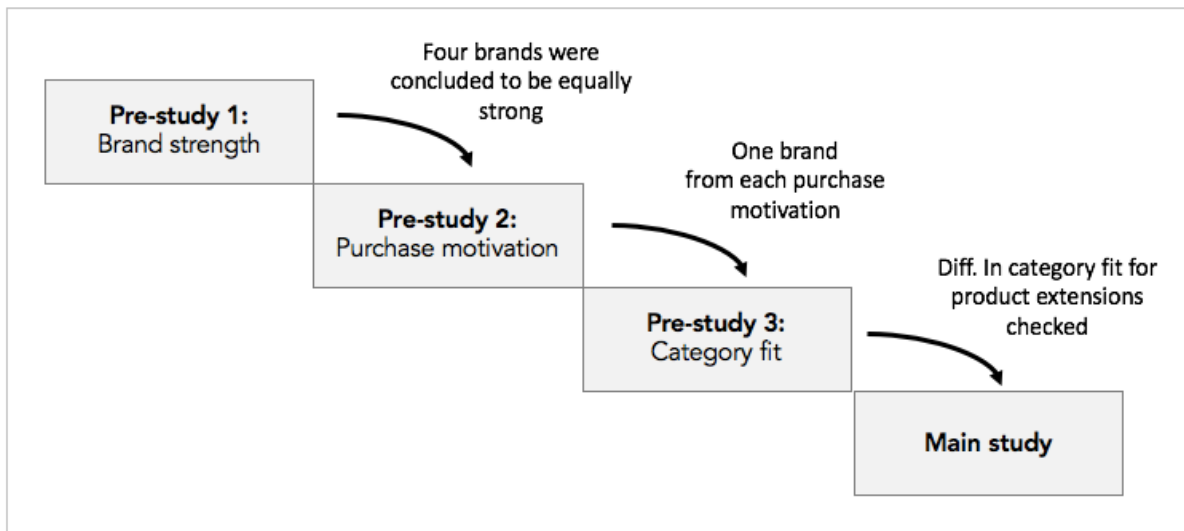 Four brands were
concluded to be equally
strong
Pre-study 1:
Brand strength
One brand
from each purchase
motivation
Pre-study 2:
Purchase motivation
Diff. In category fit for
product extensions
checked
Pre-study 3:
Category fit
Main study